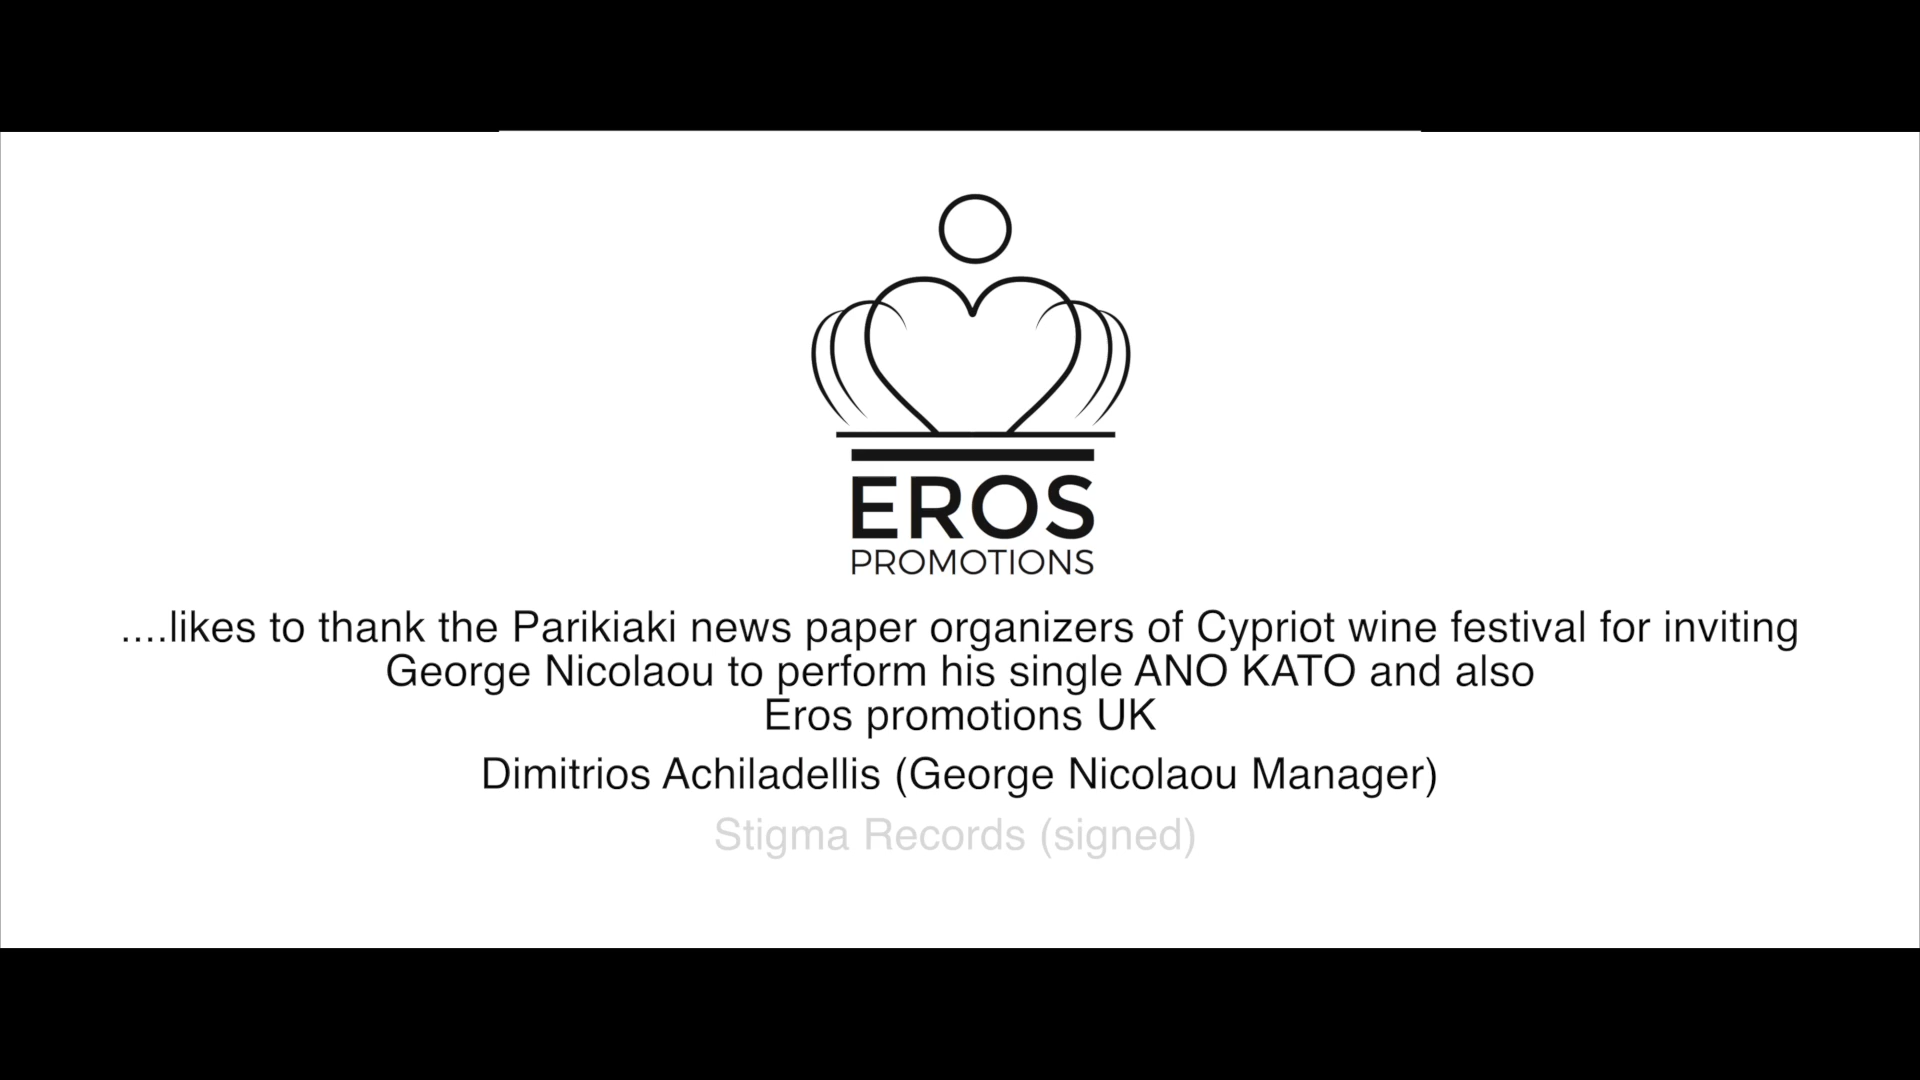 EROS
PROMOTIONS
....likes to thank the Parikiaki news paper organizers of Cypriot wine festival for inviting
George Nicolaou to perform his single ANO KATO and also
Eros promotions UK
Dimitrios Achiladellis (George Nicolaou Manager)
Stigma Records (signed)